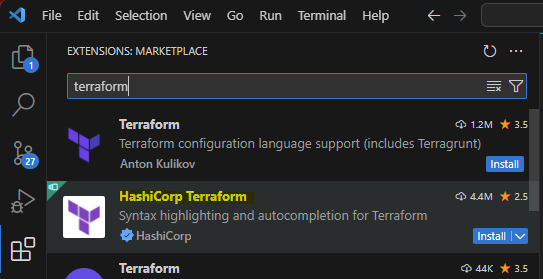 File Edit Selection View Go Run Terminal Help
EXTENSIONS: MARKETPLACE
1
terraform
Terraform 1.2M 3.5
Terraform configuration language support (includes Terragrunt)
Anton Kulikov Install
27
HashiCorp Terraform 4.4M 2.5
Syntax highlighting and autocompletion for Terraform
HashiCorp Install
Terraform 44K 3.5